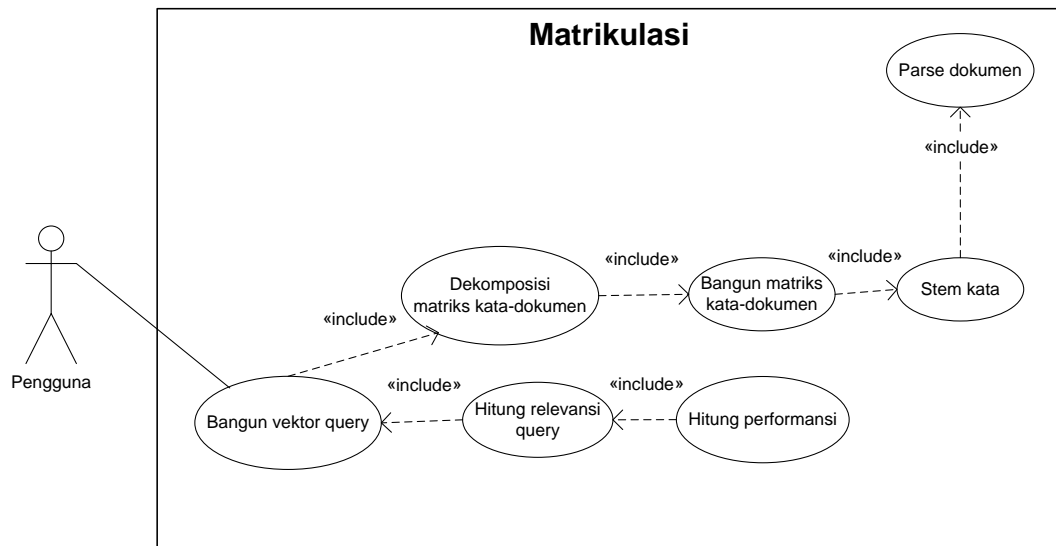 Matrikulasi
Parse dokumen
«include»
«include»
«include»
Dekomposisi
matriks kata-dokumen
Bangun matriks
kata-dokumen
Stem kata
«include»
Pengguna
«include»
«include»
Bangun vektor query
Hitung relevansi
query
Hitung performansi